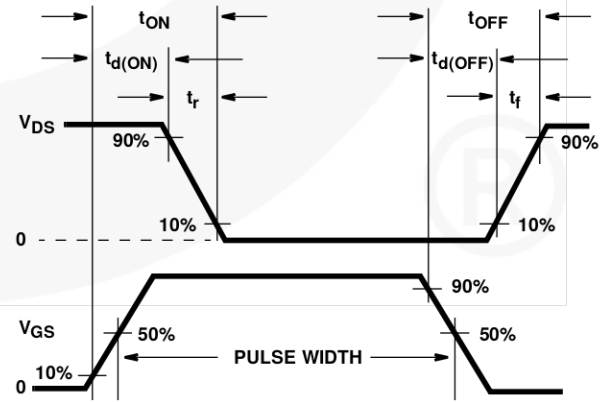 tON tOFF
td(ON) td(OFF)
tr tf
VDS
90% 90%
10% 10%
0
90%
VGS 50% 50%
PULSE WIDTH
10%
0
R